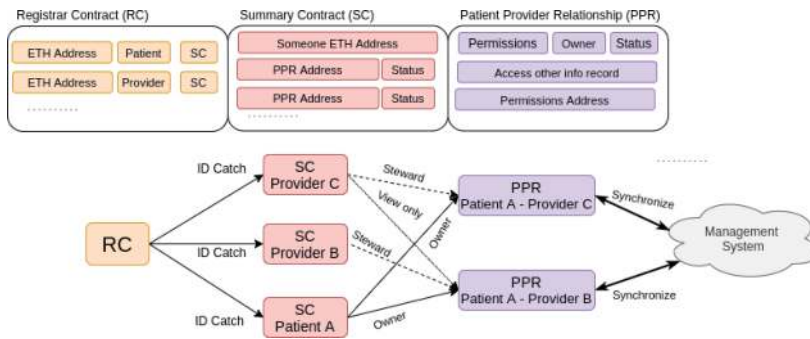 Registrar Contract (RC)
Summary Contract (SC)
Patient Provider Relationship (PPR)
ETH Address Patient SC
ETH Address Provider SC
..........
Someone ETH Address
PPR Address Status
PPR Address Status
..........
Permissions Owner Status
Access other info record
Permissions Address
..........
ID Catch
SC
Provider C
Steward
View only
PPR
Patient A - Provider C
Synchronize
RC
ID Catch
SC
Provider B
Steward
Owner
Management
System
ID Catch
SC
Patient A
Owner
PPR
Patient A - Provider B
Synchronize